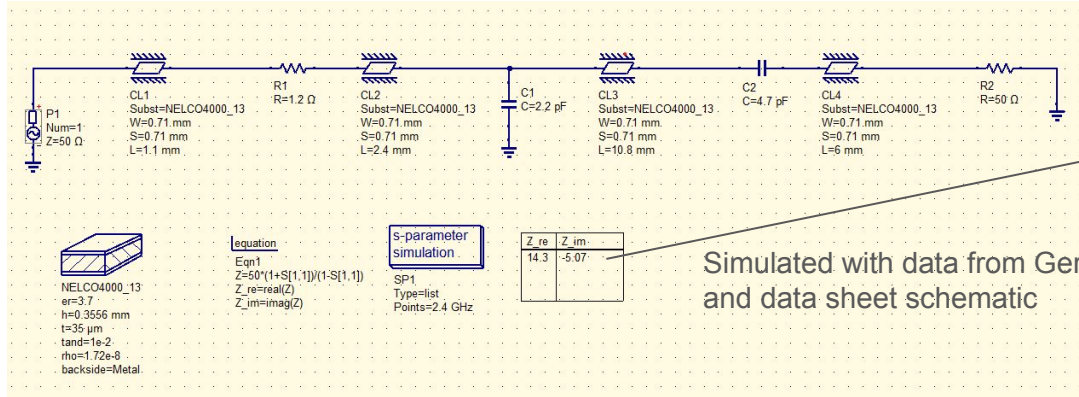 P1
Num=1
Z=50 Ω
CL1
Subst=NELCO4000_13
W=0.71 mm
S=0.71 mm
L=1.1 mm
R1
R=1.2 Ω
CL2
Subst=NELCO4000_13
W=0.71 mm
S=0.71 mm
L=2.4 mm
C1
C=2.2 pF
CL3
Subst=NELCO4000_13
W=0.71 mm
S=0.71 mm
L=10.8 mm
C2
C=4.7 pF
CL4
Subst=NELCO4000_13
W=0.71 mm
S=0.71 mm
L=6 mm
R2
R=50 Ω
NELCO4000_13
er=3.7
h=0.3556 mm
t=35 µm
tand=1e-2
rho=1.72e-8
backside=Metal
equation
Eqn1
Z=50*(1+S[1,1])/(1-S[1,1])
Z_re=real(Z)
Z_im=imag(Z)
s-parameter
simulation
SP1
Type=list
Points=2.4 GHz
Z_re Z_im
14.3 -5.07
Simulated with data from Ger
and data sheet schematic